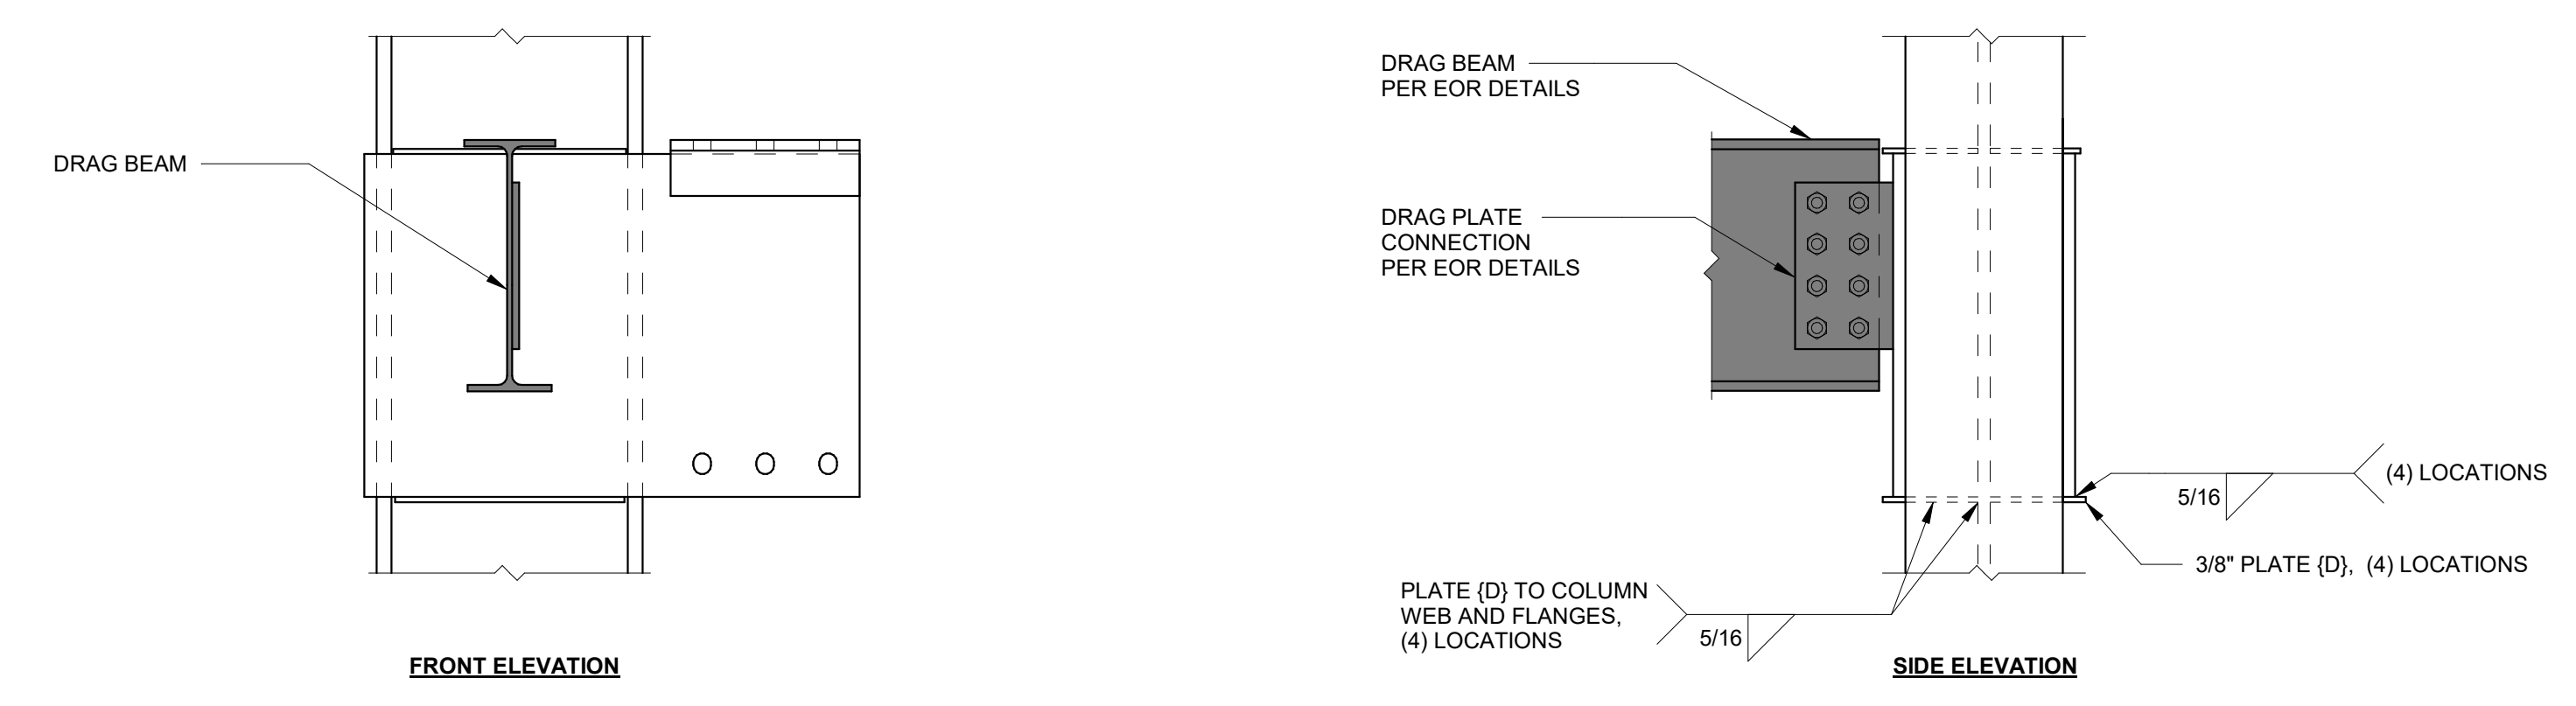 DRAG BEAM
FRONT ELEVATION
DRAG BEAM
PER EOR DETAILS
DRAG PLATE
CONNECTION
PER EOR DETAILS
(4) LOCATIONS
5/16
3/8" PLATE {D}, (4) LOCATIONS
PLATE {D} TO COLUMN
WEB AND FLANGES,
(4) LOCATIONS
5/16
SIDE ELEVATION